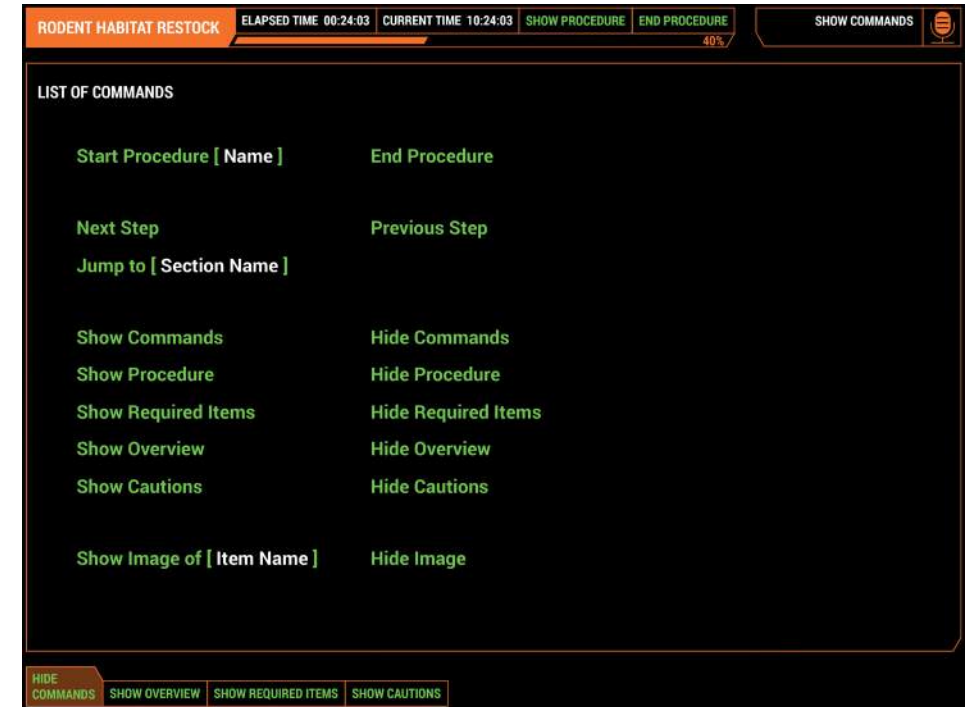 RODENT HABITAT RESTOCK ELAPSED TIME 00:24:03 CURRENT TIME 10:24:03 SHOW PROCEDURE END PROCEDURE SHOW COMMANDS
40%
LIST OF COMMANDS
Start Procedure [ Name ] End Procedure
Next Step Previous Step
Jump to [ Section Name ]
Show Commands Hide Commands
Show Procedure Hide Procedure
Show Required Items Hide Required Items
Show Overview Hide Overview
Show Cautions Hide Cautions
Show Image of [ Item Name ] Hide Image
HIDE
COMMANDS SHOW OVERVIEW SHOW REQUIRED ITEMS SHOW CAUTIONS